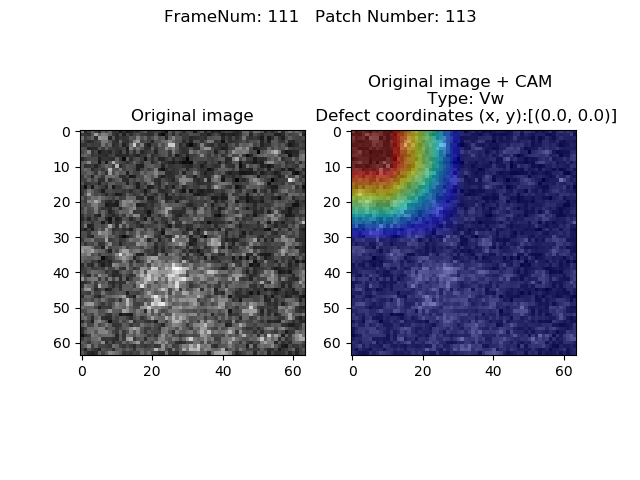 FrameNum: 111   Patch Number: 113
Original image
0
10
20
30
40
50
60
0 20 40 60
Original image + CAM
Type: Vw
Defect coordinates (x, y):[(0.0, 0.0)]
0
10
20
30
40
50
60
0 20 40 60